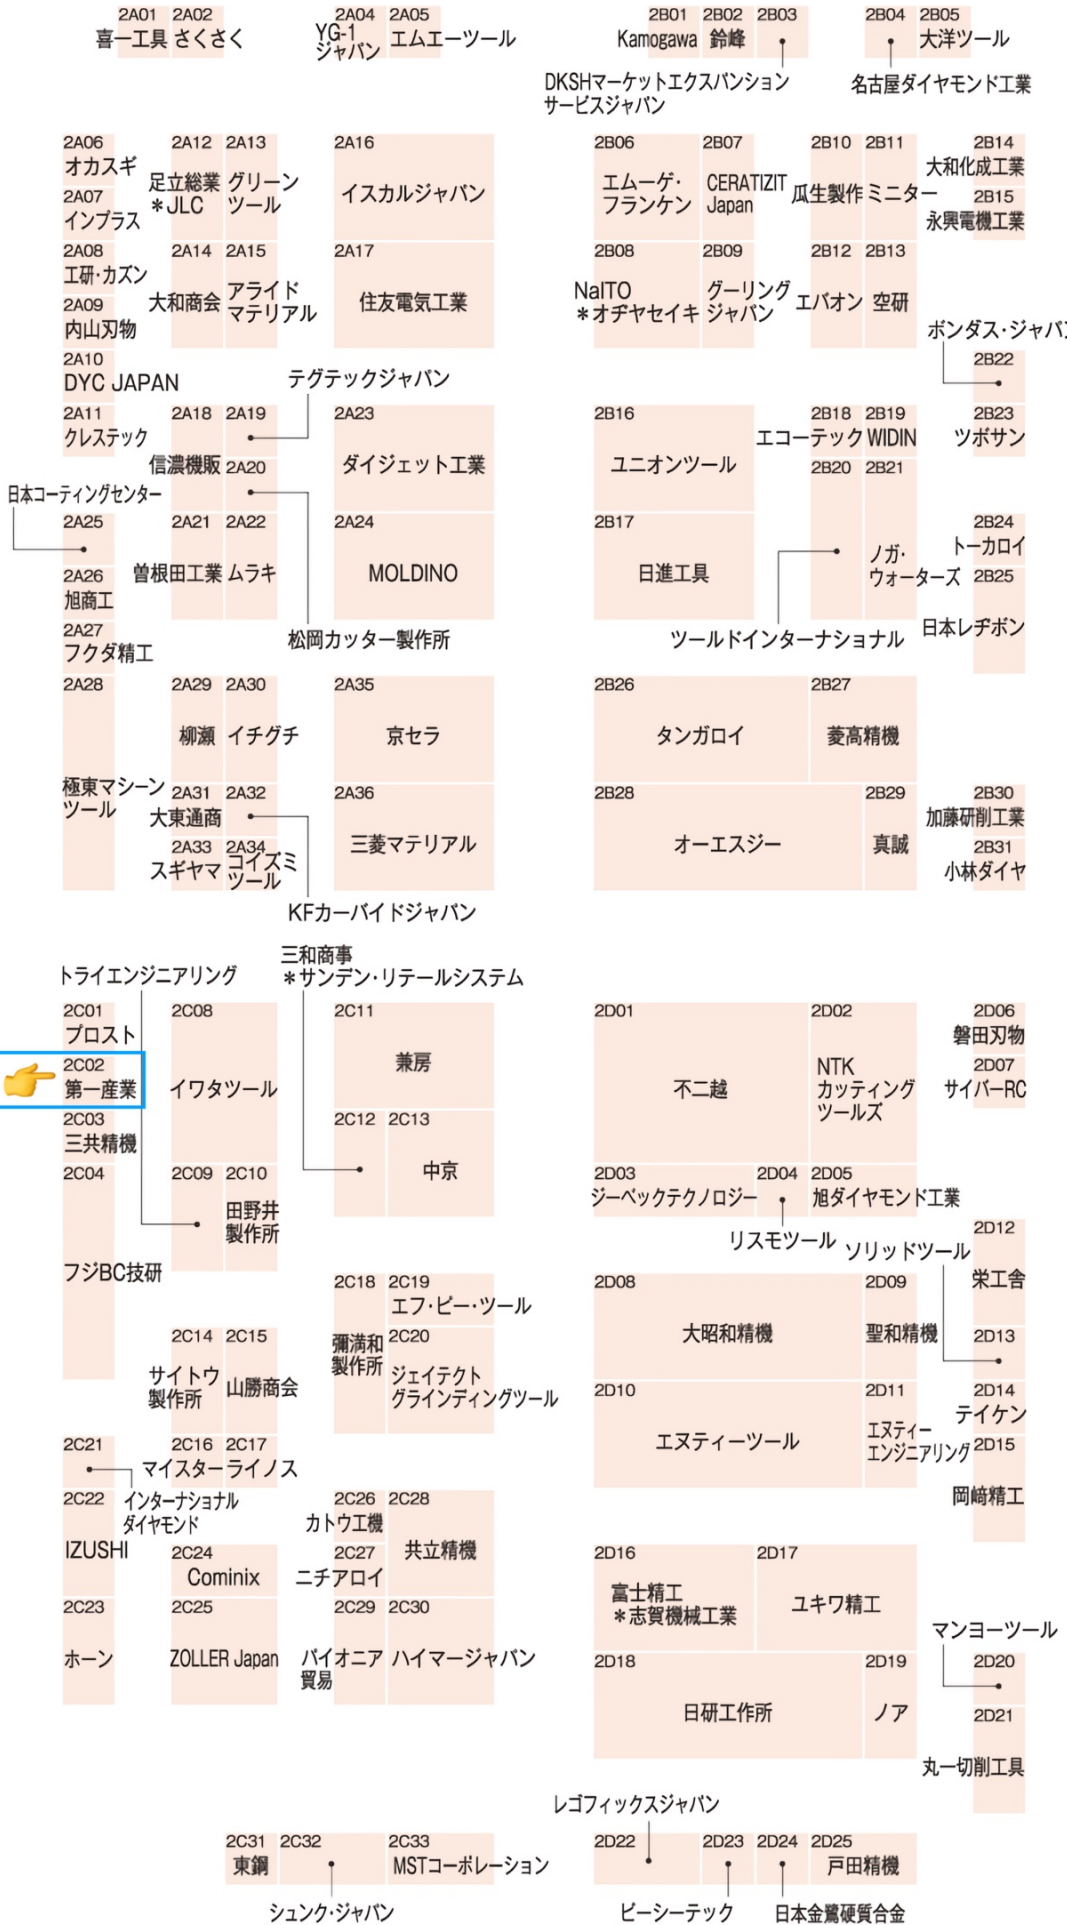 2A01
喜一工具
2A02
さくさく
2A04
YG-1
ジャパン
2A05
エムエーツール
2B01
Kamogawa
2B02
鈴峰
2B03
DKSHマーケットエクスパンション
サービスジャパン
2B04
名古屋ダイヤモンド工業
2B05
大洋ツール
2A06
オカスギ
2A07
インプラス
2A08
工研・カズン
2A09
内山刃物
2A10
DYC JAPAN
2A11
クレステック
2A12
足立総業
＊JLC
2A13
グリーン
ツール
2A14
大和商会
2A15
アライド
マテリアル
2A16
イスカルジャパン
2A17
住友電気工業
2B06
エムーゲ・
フランケン
2B07
CERATIZIT
Japan
2B08
NaITO
＊オヂヤセイキ
2B09
グーリング
ジャパン
2B10
瓜生製作
2B11
ミニター
2B12
エバオン
2B13
空研
2B14
大和化成工業
2B15
永興電機工業
ボンダス・ジャパン
2B22
2B23
ツボサン
2A18
信濃機販
2A19
テグテックジャパン
2A20
松岡カッター製作所
2A21
曽根田工業
2A22
ムラキ
2A23
ダイジェット工業
2A24
MOLDINO
日本コーティングセンター
2A25
2A26
旭商工
2A27
フクダ精工
2A28
極東マシーン
ツール
2B16
ユニオンツール
2B17
日進工具
2B18
エコーテック
2B19
WIDIN
2B20
ツールドインターナショナル
2B21
ノガ・
ウォーターズ
2B24
トーカロイ
2B25
日本レヂボン
2A29
柳瀬
2A30
イチグチ
2A31
大東通商
2A32
KFカーバイドジャパン
2A33
スギヤマ
2A34
コイズミ
ツール
2A35
京セラ
2A36
三菱マテリアル
2B26
タンガロイ
2B27
菱高精機
2B28
オーエスジー
2B29
真誠
2B30
加藤研削工業
2B31
小林ダイヤ
トライエンジニアリング
三和商事
＊サンデン・リテールシステム
2C01
プロスト
2C02
第一産業
2C03
三共精機
2C04
フジBC技研
2C08
イワタツール
2C09
2C10
田野井
製作所
2C11
兼房
2C12
2C13
中京
2D01
不二越
2D02
NTK
カッティング
ツールズ
2D03
ジーベックテクノロジー
2D04
リスモツール
2D05
旭ダイヤモンド工業
2D06
磐田刃物
2D07
サイバーRC
ソリッドツール
2D12
栄工舎
2D13
2D14
テイケン
2D15
岡﨑精工
2C14
サイトウ
製作所
2C15
山勝商会
2C16
マイスター
2C17
ライノス
2C18
彌満和
製作所
2C19
エフ・ピー・ツール
2C20
ジェイテクト
グラインディングツール
2D08
大昭和精機
2D09
聖和精機
2D10
エヌティーツール
2D11
エヌティー
エンジニアリング
2C21
インターナショナル
ダイヤモンド
2C22
IZUSHI
2C23
ホーン
2C24
Cominix
2C25
ZOLLER Japan
2C26
カトウ工機
2C27
ニチアロイ
2C28
共立精機
2C29
パイオニア
貿易
2C30
ハイマージャパン
2D16
富士精工
＊志賀機械工業
2D17
ユキワ精工
2D18
日研工作所
2D19
ノア
マンヨーツール
2D20
2D21
丸一切削工具
2C31
東鋼
2C32
シュンク・ジャパン
2C33
MSTコーポレーション
レゴフィックスジャパン
2D22
2D23
ビーシーテック
2D24
日本金鷺硬質合金
2D25
戸田精機